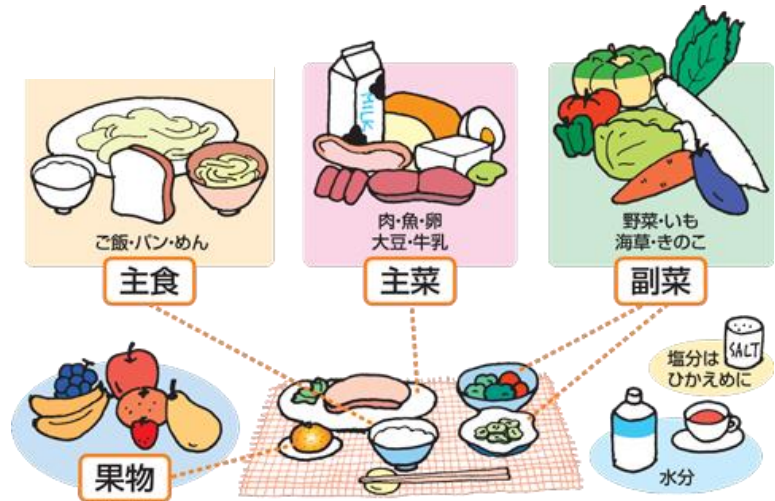 MILK
ご飯・パン・めん
主食
肉・魚・卵
大豆・牛乳
主菜
野菜・いも
海草・きのこ
副菜
SALT
塩分は
ひかえめに
果物
水分